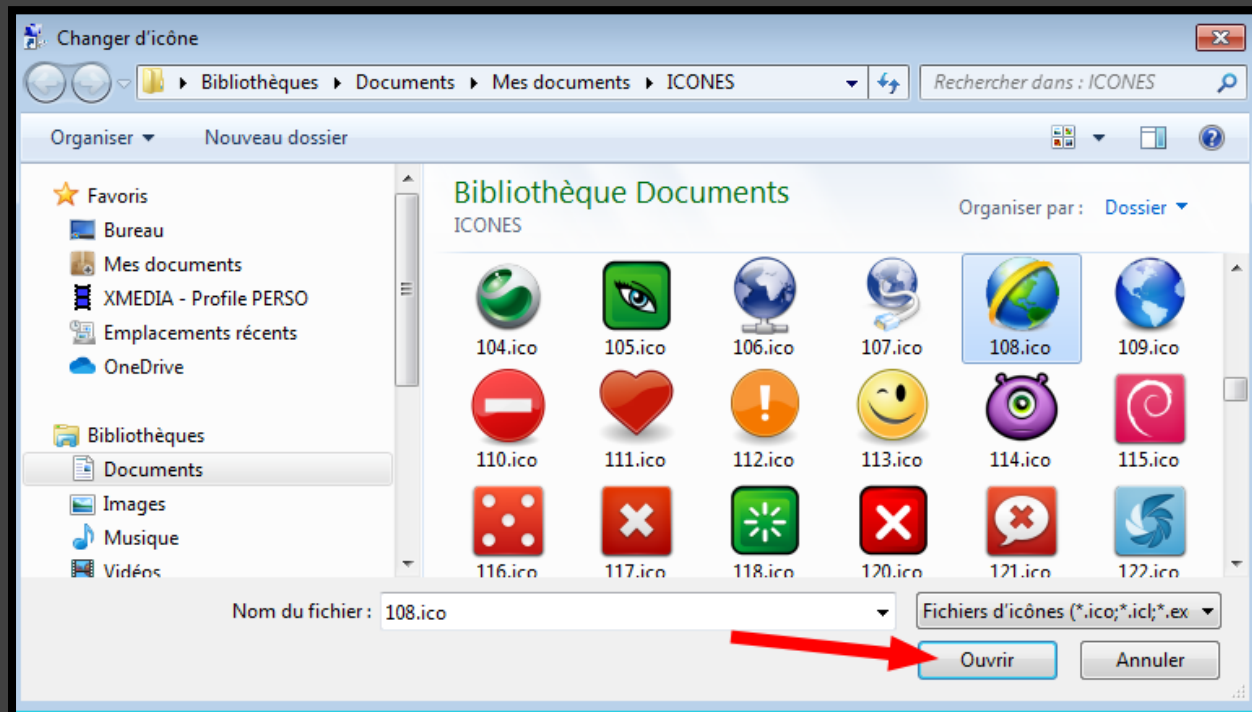 Changer d'icône
Bibliothèques Documents Mes documents ICONES
Rechercher dans : ICONES
Organiser Nouveau dossier
Favoris
Bureau
Mes documents
XMEDIA - Profile PERSO
Emplacements récents
OneDrive
Bibliothèques
Documents
Images
Musique
Vidéos
Bibliothèque Documents
ICONES
Organiser par : Dossier
104.ico 105.ico 106.ico 107.ico 108.ico 109.ico
110.ico 111.ico 112.ico 113.ico 114.ico 115.ico
116.ico 117.ico 118.ico 120.ico 121.ico 122.ico
Nom du fichier : 108.ico
Fichiers d'icônes (*.ico;*.icl;*.ex
Ouvrir Annuler